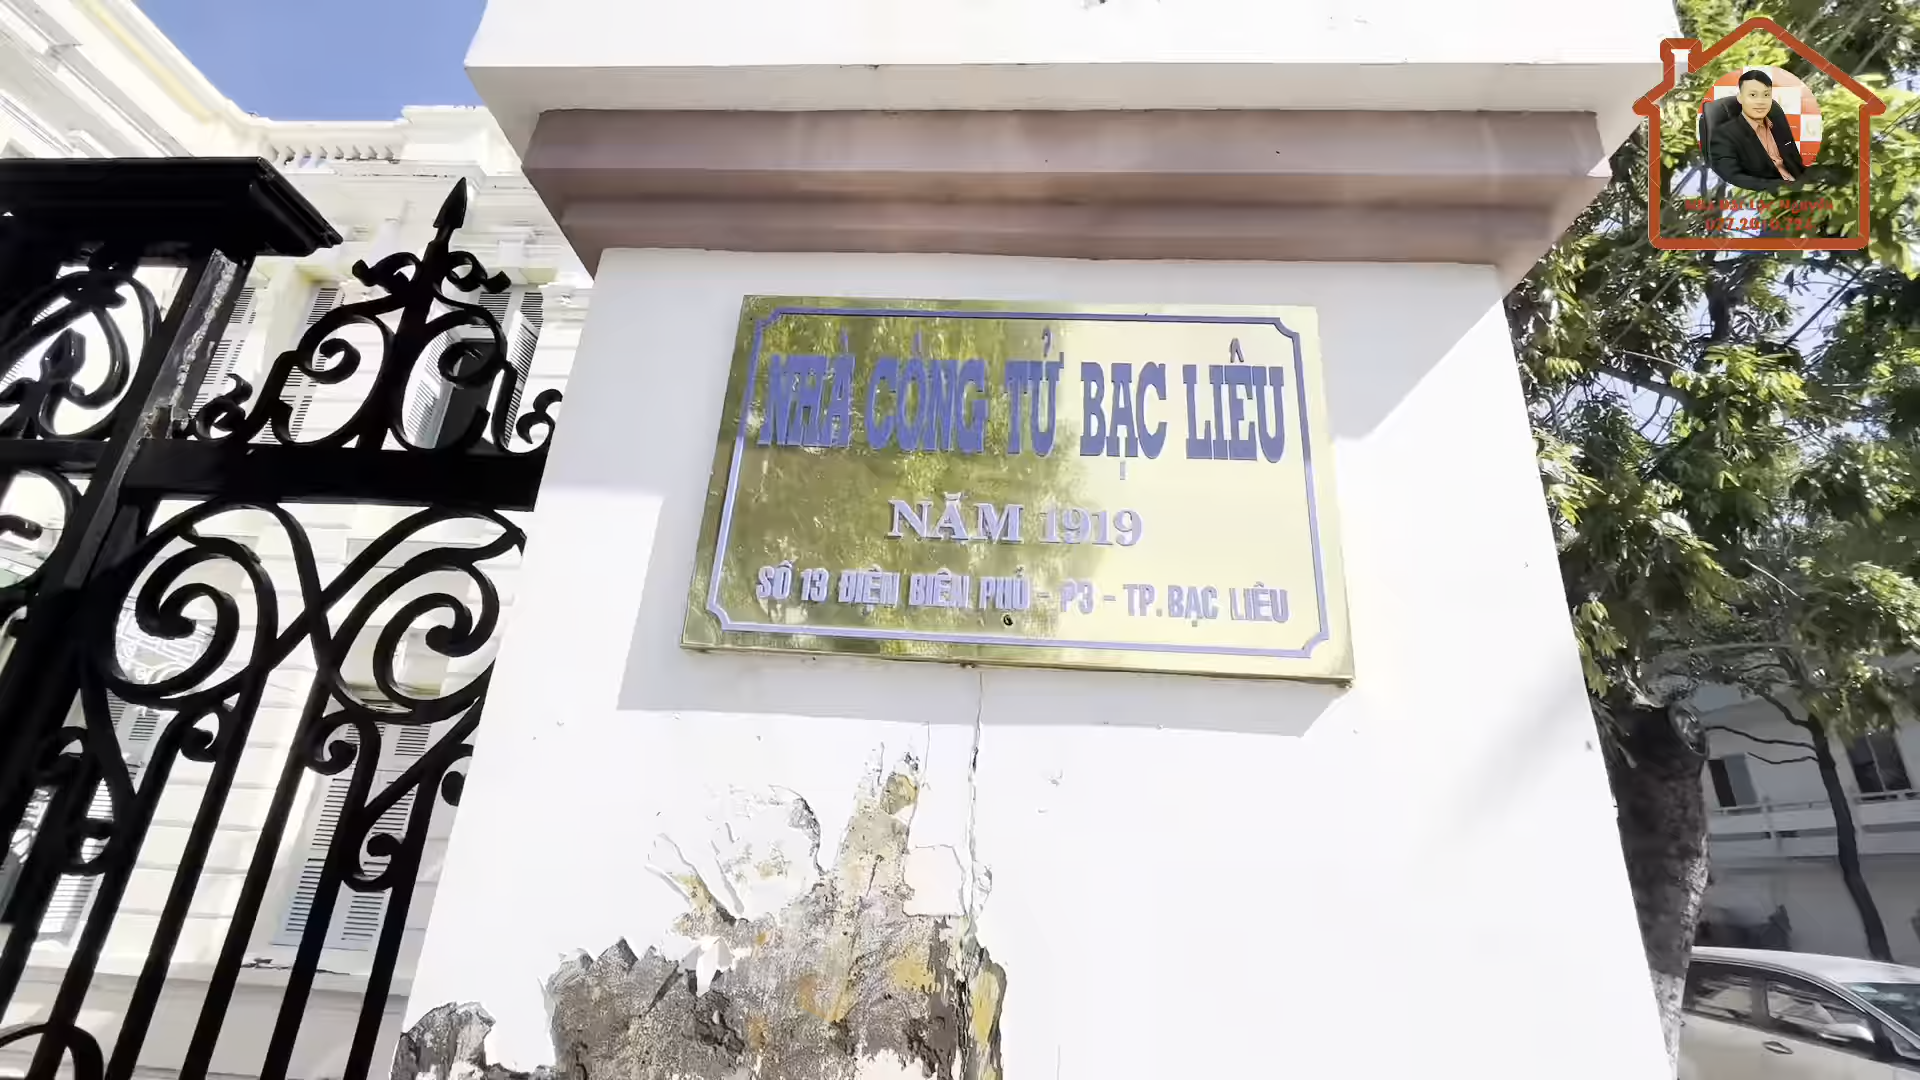 NHÀ CÔNG TỬ BẠC LIÊU
NĂM 1919
SỐ 13 ĐIỆN BIÊN PHỦ - P3 - TP. BẠC LIÊU